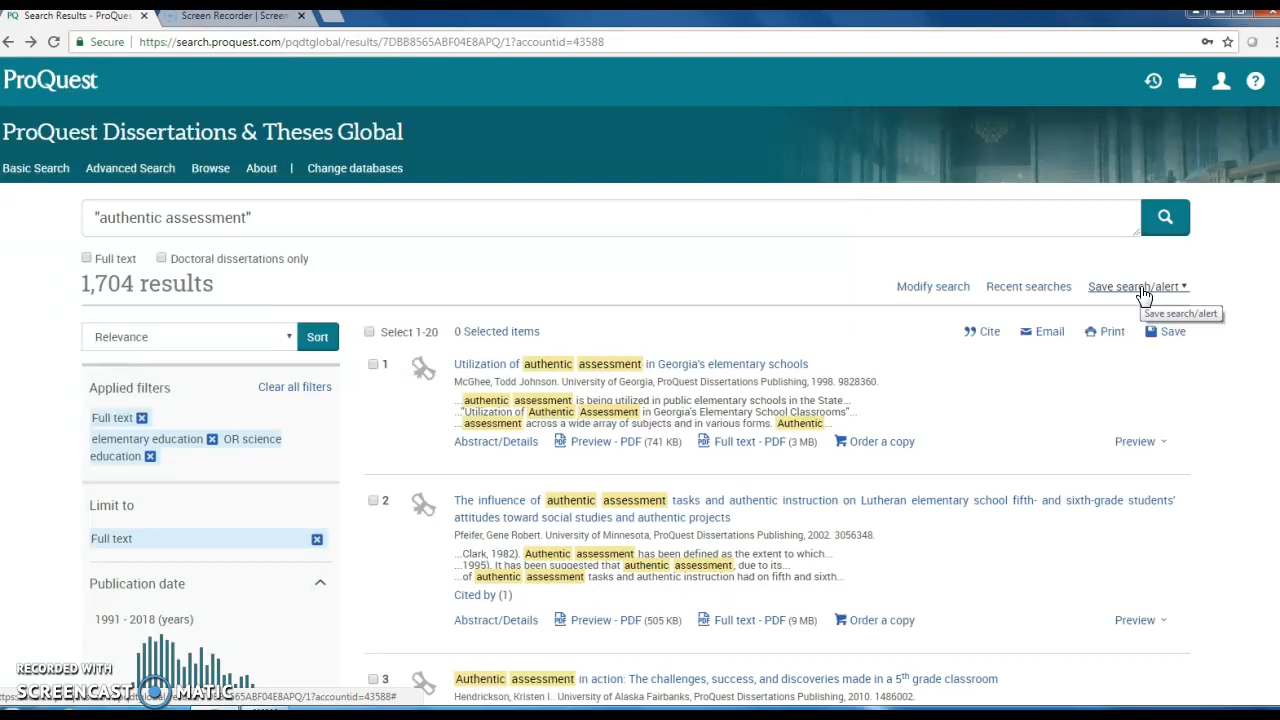 PQ Search Results - ProQues
Screen Recorder | Screen
Secure
https://search.proquest.com/pqdtglobal/results/7DBB8565ABF04E8APQ/1?accountid=43588
ProQuest
ProQuest Dissertations & Theses Global
Basic Search Advanced Search Browse About | Change databases
"authentic assessment"
Full text Doctoral dissertations only
1,704 results
Modify search Recent searches Save search/alert
Save search/alert
Relevance Sort
Select 1-20 0 Selected items
Cite Email Print Save
Applied filters Clear all filters
Full text
elementary education OR science
education
Limit to
Full text
Publication date
1991 - 2018 (years)
1 Utilization of authentic assessment in Georgia's elementary schools
McGhee, Todd Johnson. University of Georgia, ProQuest Dissertations Publishing, 1998. 9828360.
...authentic assessment is being utilized in public elementary schools in the State...
..."Utilization of Authentic Assessment in Georgia's Elementary School Classrooms"...
...assessment across a wide array of subjects and in various forms. Authentic...
Abstract/Details Preview - PDF (741 KB) Full text - PDF (3 MB) Order a copy Preview
2 The influence of authentic assessment tasks and authentic instruction on Lutheran elementary school fifth- and sixth-grade students'
attitudes toward social studies and authentic projects
Pfeifer, Gene Robert. University of Minnesota, ProQuest Dissertations Publishing, 2002. 3056348.
...Clark, 1982). Authentic assessment has been defined as the extent to which...
...1995). It has been suggested that authentic assessment, due to its...
...of authentic assessment tasks and authentic instruction had on fifth and sixth...
Cited by (1)
Abstract/Details Preview - PDF (505 KB) Full text - PDF (9 MB) Order a copy Preview
3 Authentic assessment in action: The challenges, success, and discoveries made in a 5th grade classroom
Hendrickson, Kristen L.. University of Alaska Fairbanks, ProQuest Dissertations Publishing, 2010. 1486002.
RECORDED WITH
SCREENCAST MATIC
ABF04E8APQ/1?accountid=43588#